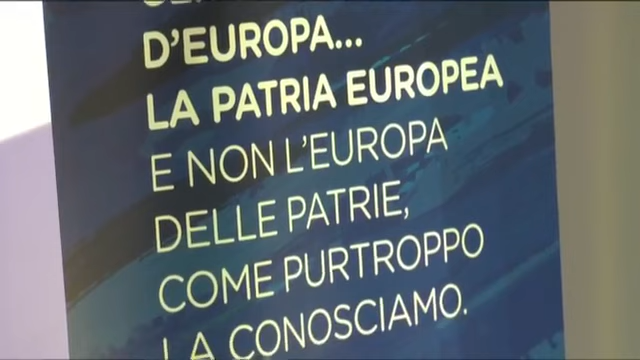 D'EUROPA...
LA PATRIA EUROPEA
E NON L'EUROPA
DELLE PATRIE,
COME PURTROPPO
LA CONOSCIAMO.